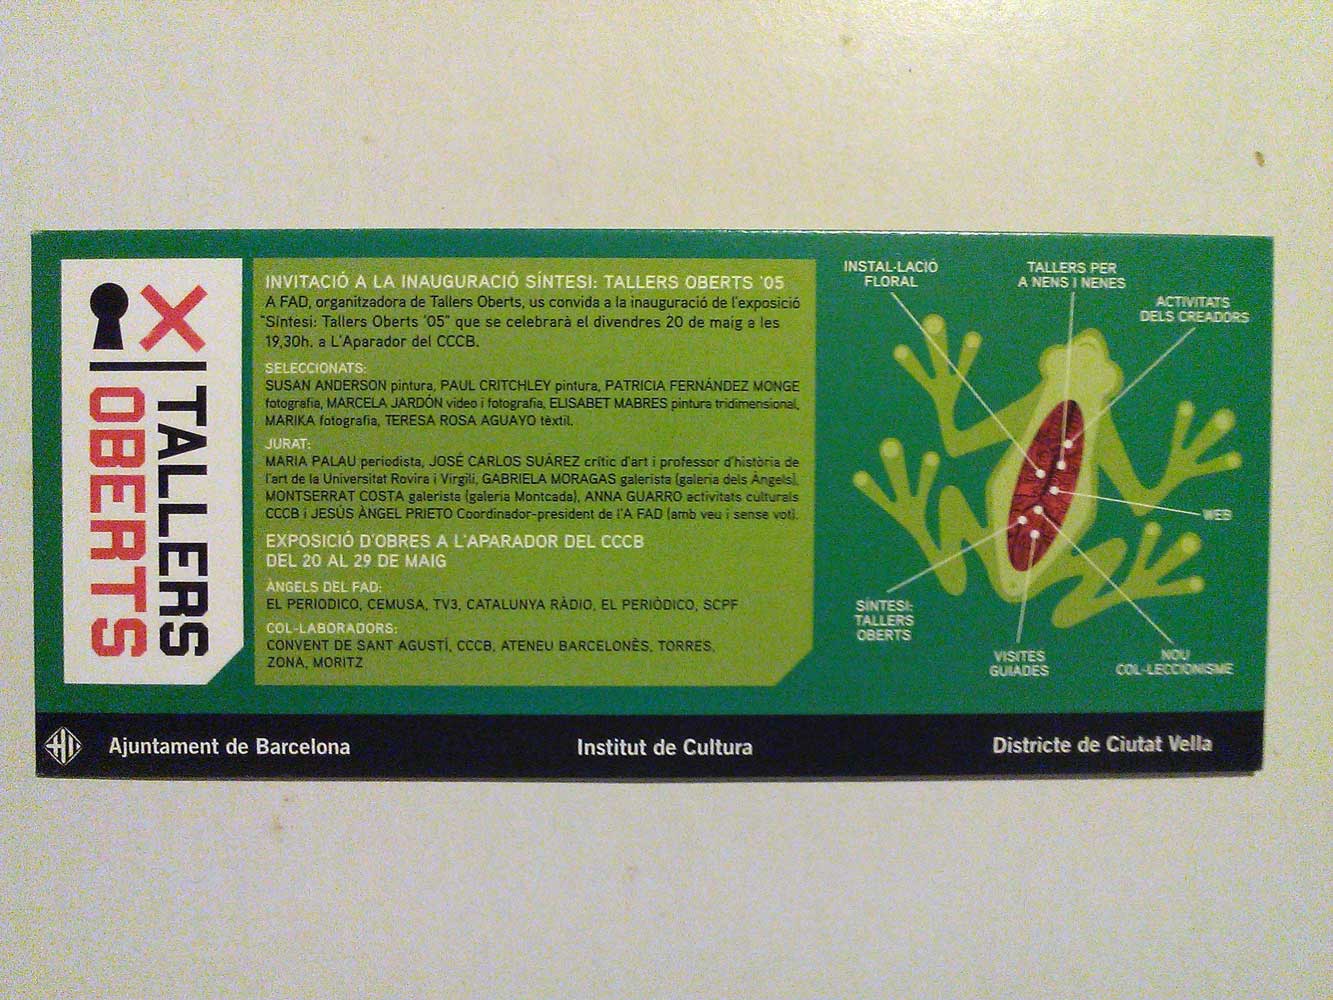 TALLERS
OBERTS
INVITACIÓ A LA INAUGURACIÓ SÍNTESI: TALLERS OBERTS '05
A FAD, organitzadora de Tallers Oberts, us convida a la inauguració de l'exposició
"Síntesi: Tallers Oberts '05" que se celebrarà el divendres 20 de maig a les
19,30h. a L'Aparador del CCCB.
SELECCIONATS:
SUSAN ANDERSON pintura, PAUL CRITCHLEY pintura, PATRICIA FERNÁNDEZ MONGE
fotografia, MARCELA JARDÓN video i fotografia, ELISABET MABRES pintura tridimensional,
MARIKA fotografia, TERESA ROSA AGUAYO tèxtil.
JURAT:
MARIA PALAU periodista, JOSÉ CARLOS SUÁREZ crític d'art i professor d'història de
l'art de la Universitat Rovira i Virgili, GABRIELA MORAGAS galerista (galeria dels Àngels),
MONTSERRAT COSTA galerista (galeria Montcada), ANNA GUARRO activitats culturals
CCCB i JESÚS ÀNGEL PRIETO Coordinador-president de l'A FAD (amb veu i sense vot).
EXPOSICIÓ D'OBRES A L'APARADOR DEL CCCB
DEL 20 AL 29 DE MAIG
ÀNGELS DEL FAD:
EL PERIODICO, CEMUSA, TV3, CATALUNYA RÀDIO, EL PERIÓDICO, SCPF
COL·LABORADORS:
CONVENT DE SANT AGUSTÍ, CCCB, ATENEU BARCELONÈS, TORRES,
ZONA, MORITZ
INSTAL·LACIÓ
FLORAL
TALLERS PER
A NENS I NENES
ACTIVITATS
DELS CREADORS
WEB
SÍNTESI:
TALLERS
OBERTS
VISITES
GUIADES
NOU
COL·LECCIONISME
Ajuntament de Barcelona
Institut de Cultura
Districte de Ciutat Vella